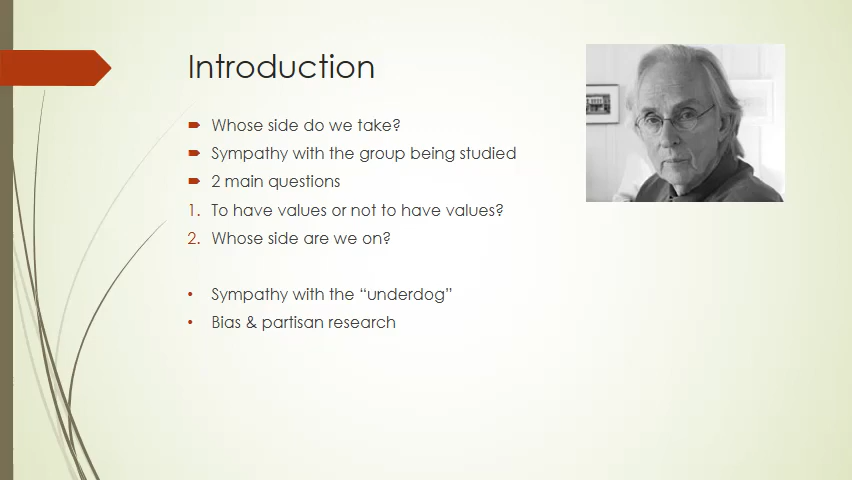 Introduction
Whose side do we take?
Sympathy with the group being studied
2 main questions
1. To have values or not to have values?
2. Whose side are we on?
• Sympathy with the “underdog”
• Bias & partisan research